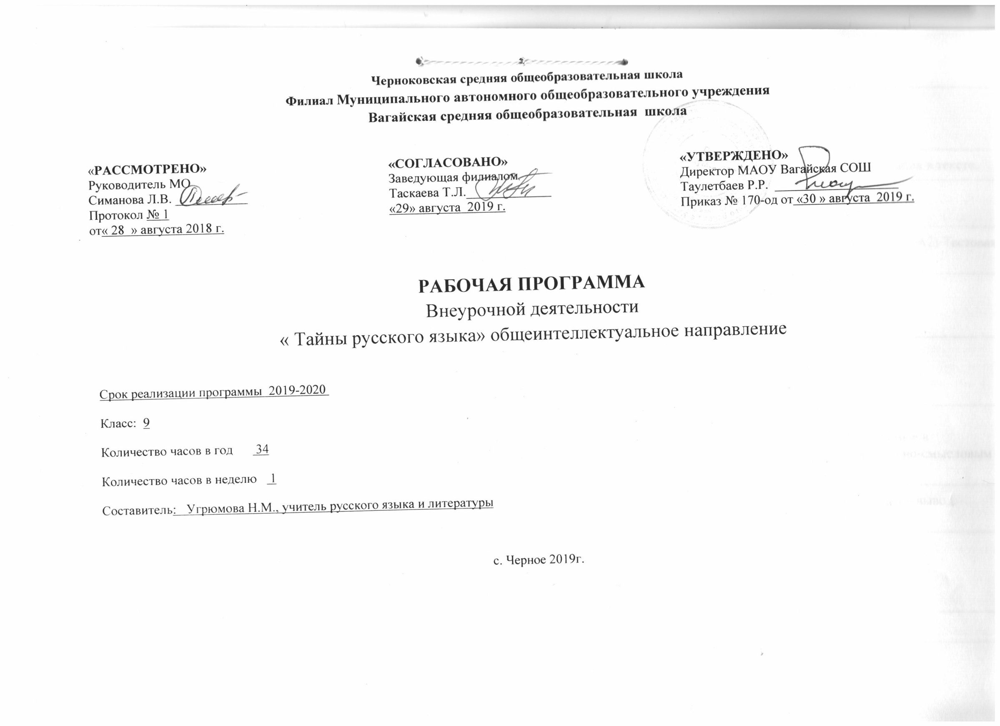 Черноковская средняя общеобразовательная школа
Филиал Муниципального автономного общеобразовательного учреждения
Вагайская средняя общеобразовательная  школа
«РАССМОТРЕНО»
Руководитель МО
Симанова Л.В. ___________
Протокол № 1
от« 28  » августа 2018 г.
«СОГЛАСОВАНО»
Заведующая филиалом
Таскаева Т.Л._____________
«29» августа  2019 г.
«УТВЕРЖДЕНО»
Директор МАОУ Вагайская СОШ
Таулетбаев Р.Р. ___________________
Приказ № 170-од от «30 » августа  2019 г.
РАБОЧАЯ ПРОГРАММА
Внеурочной деятельности
« Тайны русского языка» общеинтеллектуальное направление
Срок реализации программы  2019-2020
Класс:  9
Количество часов в год      34
Количество часов в неделю   1
Составитель:   Угрюмова Н.М., учитель русского языка и литературы
с. Черное 2019г.